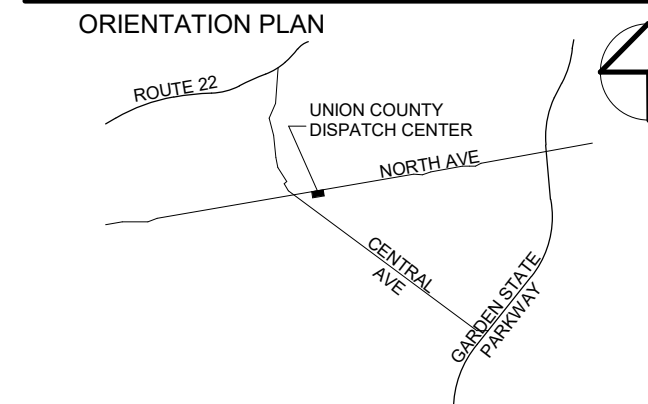 ORIENTATION PLAN
ROUTE 22
UNION COUNTY
DISPATCH CENTER
NORTH AVE
CENTRAL
AVE
GARDEN STATE
PARKWAY